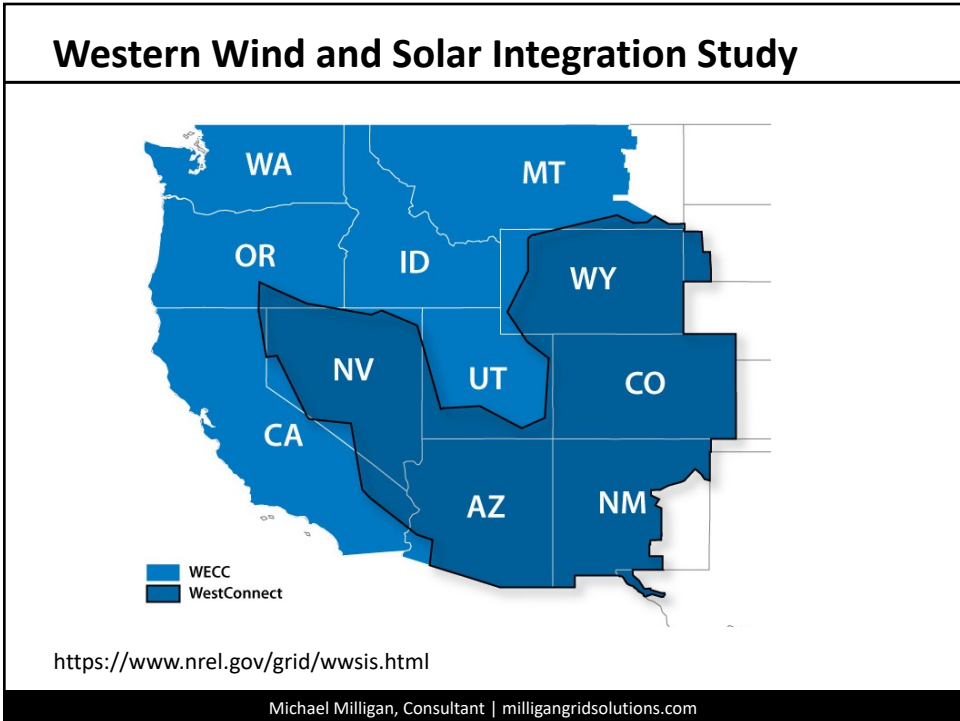 Western Wind and Solar Integration Study
WA
MT
OR
ID
WY
NV
UT
CO
CA
AZ
NM
WECC
WestConnect
https://www.nrel.gov/grid/wwsis.html
Michael Milligan, Consultant | milligangridsolutions.com